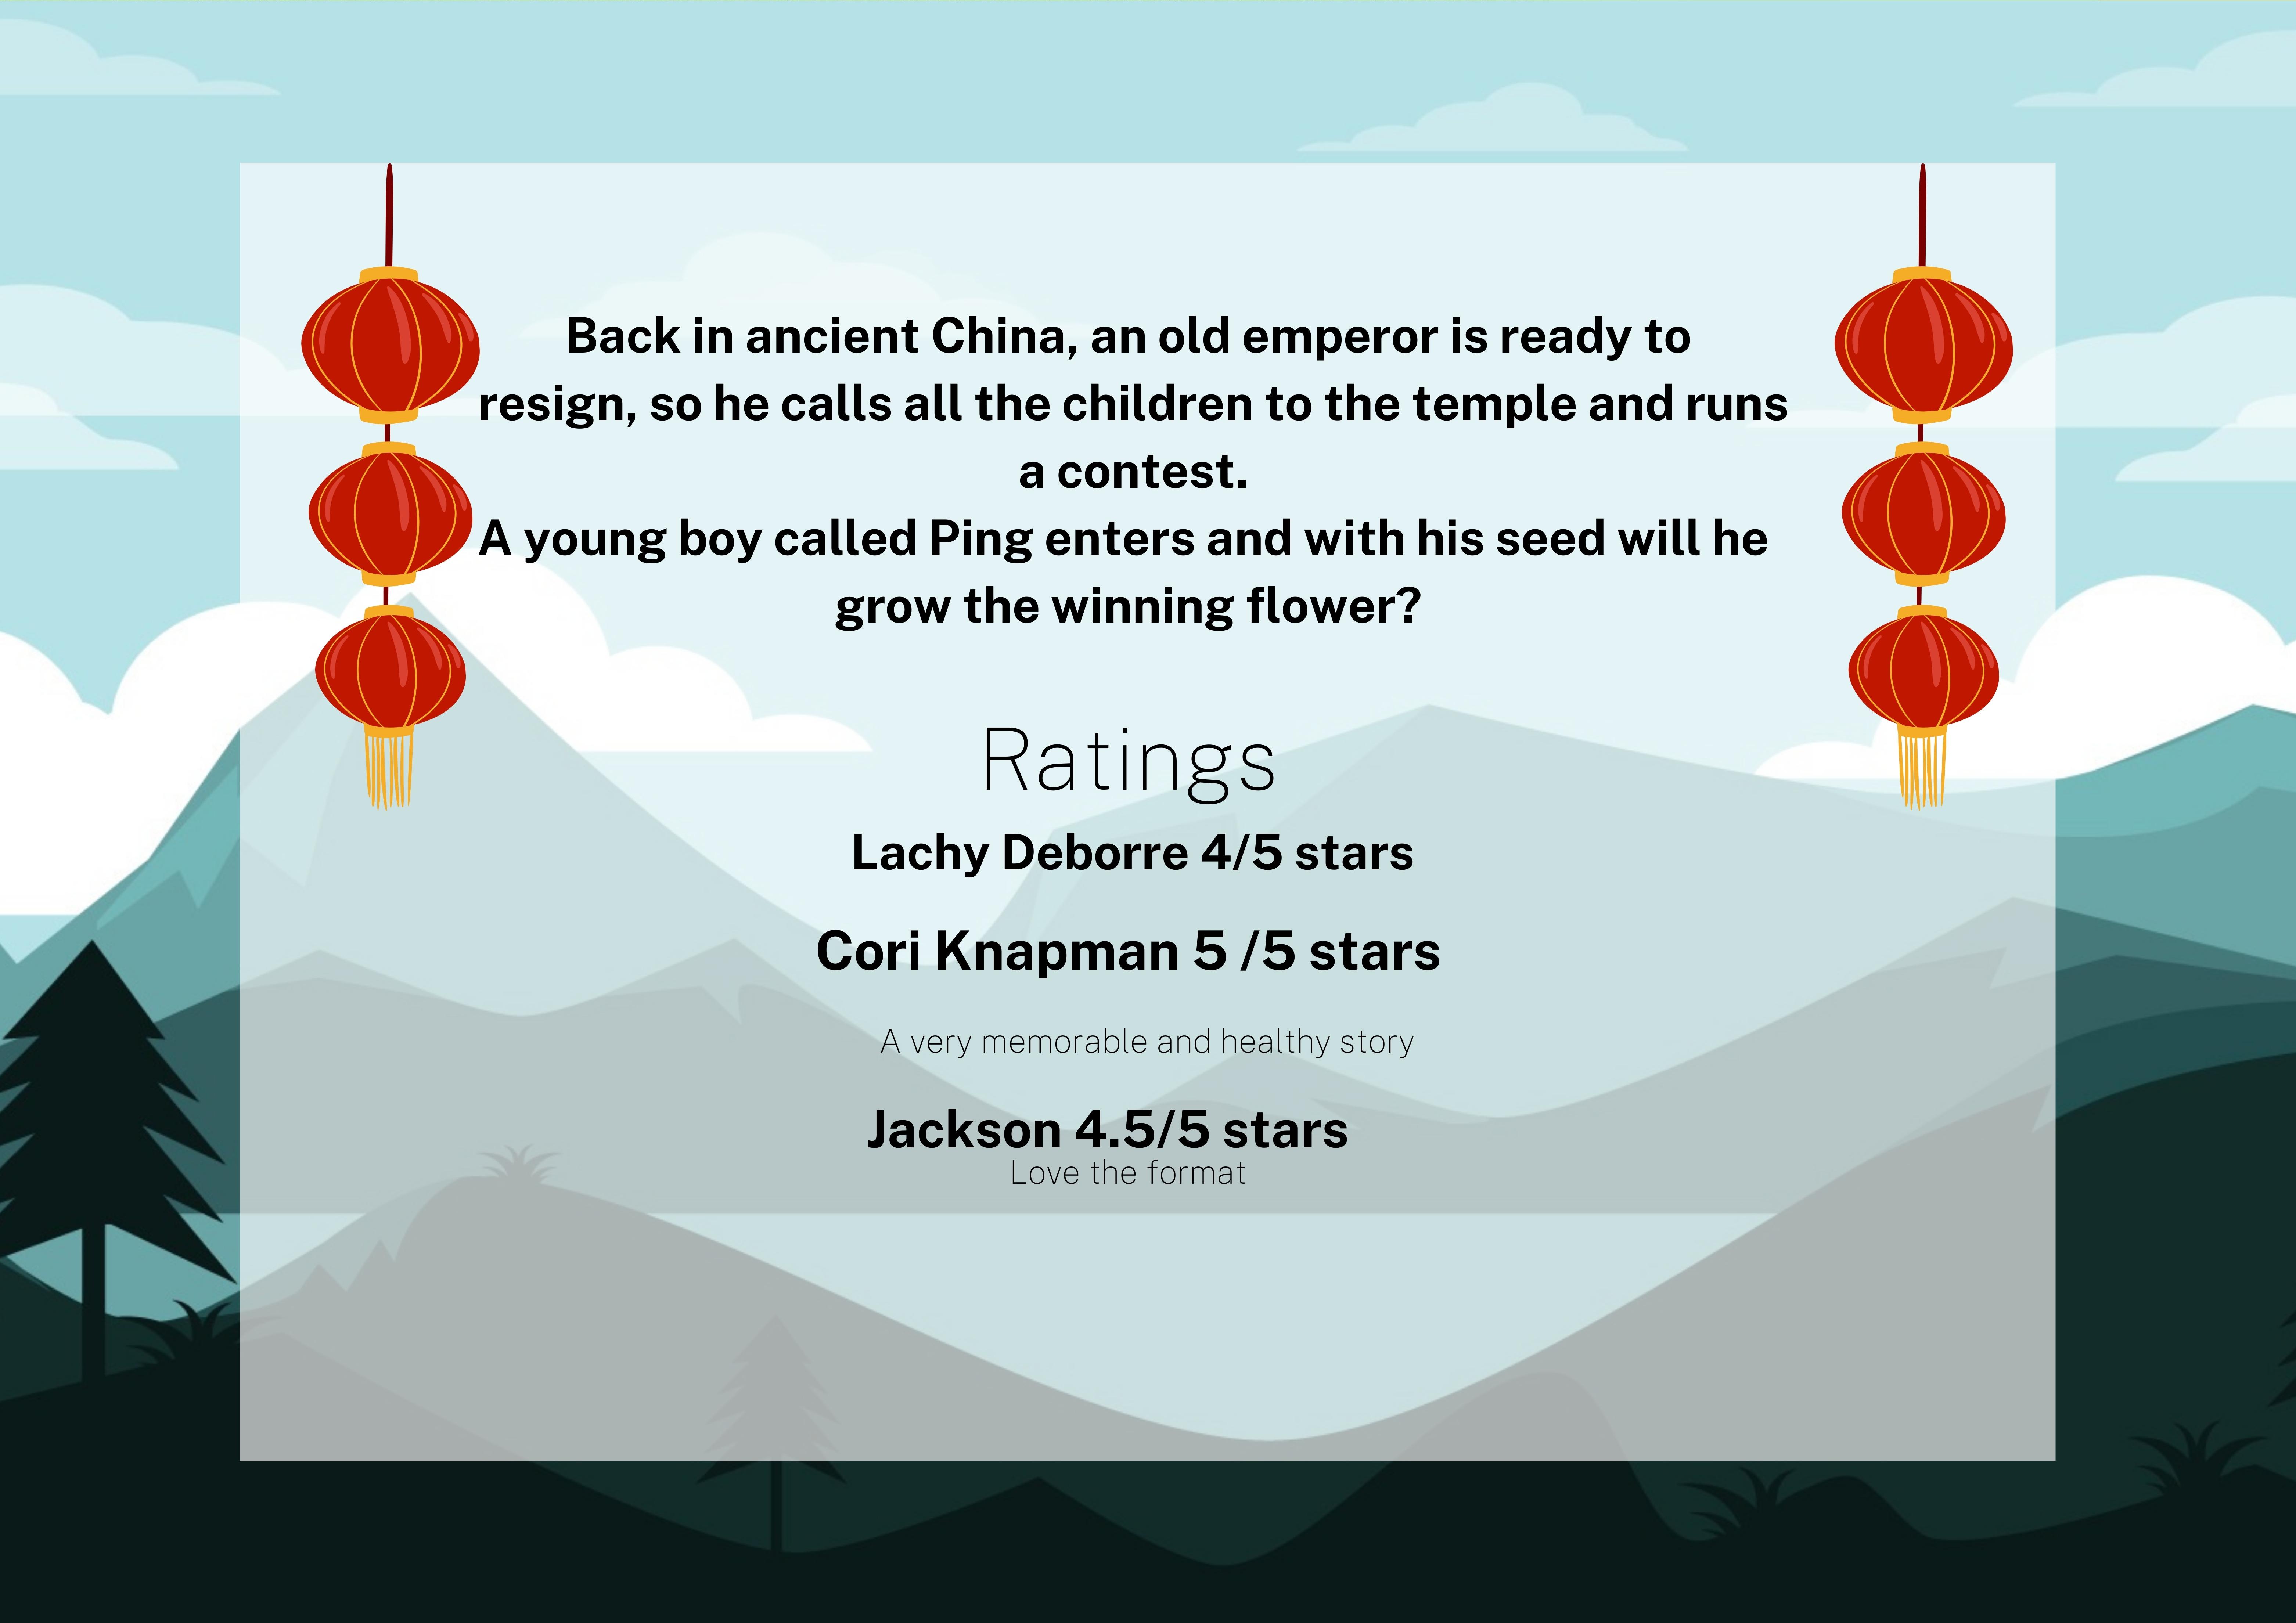 Back in ancient China, an old emperor is ready to
resign, so he calls all the children to the temple and runs
a contest.
A young boy called Ping enters and with his seed will he
grow the winning flower?
Ratings
Lachy Deborre 4/5 stars
Cori Knapman 5 /5 stars
A very memorable and healthy story
Jackson 4.5/5 stars
Love the format